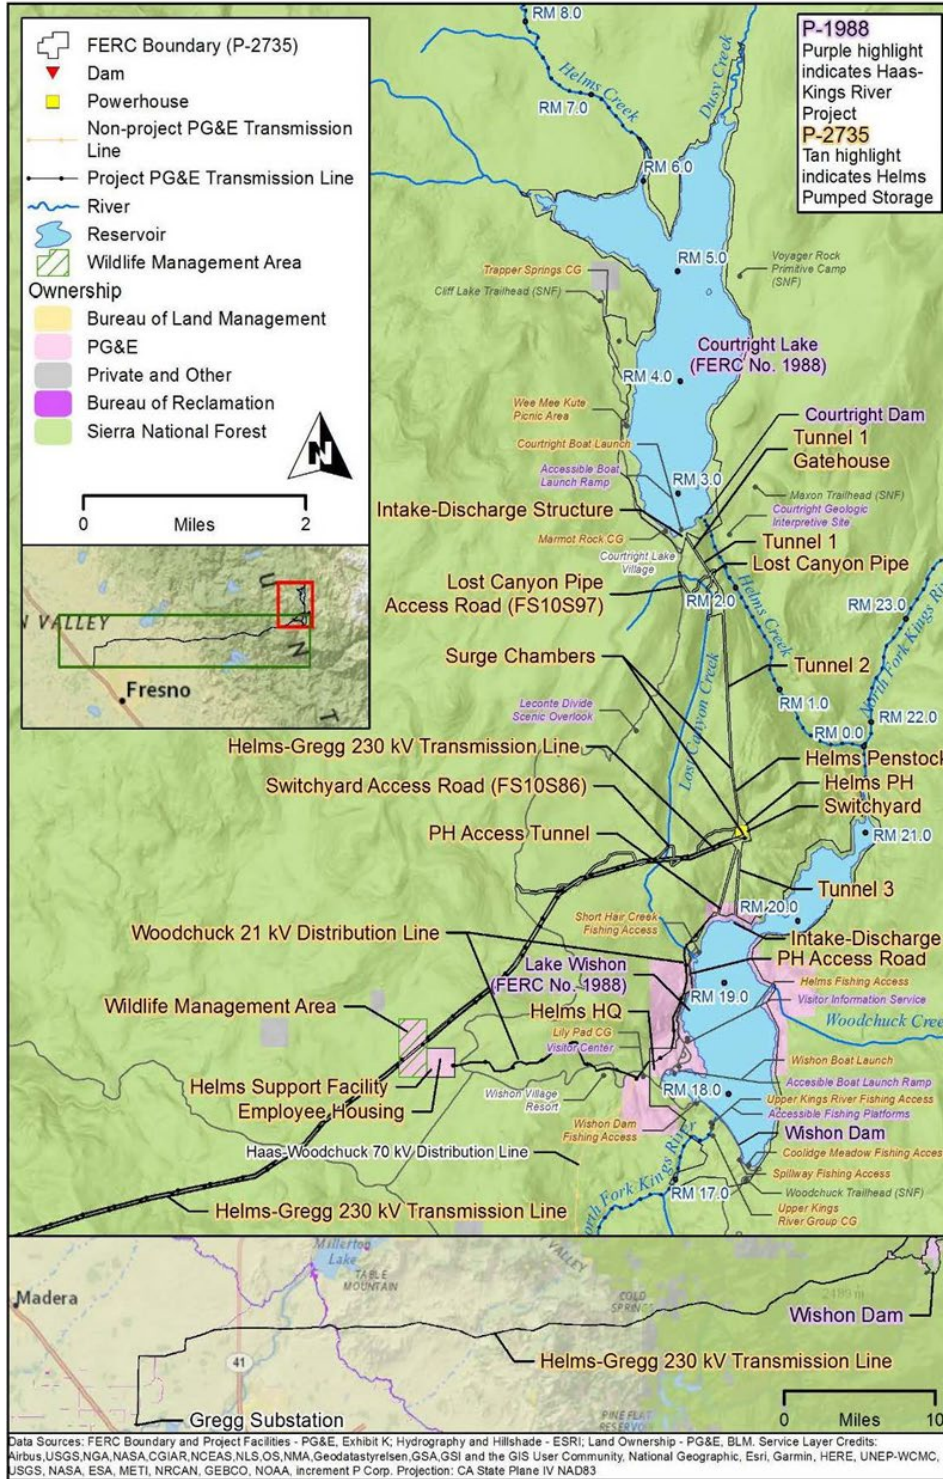 FERC Boundary (P-2735)
Dam
Powerhouse
Non-project PG&E Transmission
Line
Project PG&E Transmission Line
River
Reservoir
Wildlife Management Area
Ownership
Bureau of Land Management
PG&E
Private and Other
Bureau of Reclamation
Sierra National Forest
N
0 2
Miles
N VALLEY
U
N
T
Fresno
P-1988
Purple highlight
indicates Haas-
Kings River
Project
P-2735
Tan highlight
indicates Helms
Pumped Storage
RM 8.0
Helms Creek
Dusy Creek
RM 7.0
RM 6.0
RM 5.0
Trapper Springs CG
Cliff Lake Trailhead (SNF)
Voyager Rock
Primitive Camp
(SNF)
Courtright Lake
(FERC No. 1988)
RM 4.0
Wee Mee Kute
Picnic Area
Courtright Dam
Tunnel 1
Gatehouse
Courtright Boat Launch
Accessible Boat
Launch Ramp
RM 3.0
Maxon Trailhead (SNF)
Intake-Discharge Structure
Courtright Geologic
Interpretive Site
Marmot Rock CG
Tunnel 1
Courtright Lake
Village
Lost Canyon Pipe
Lost Canyon Pipe
Access Road (FS10S97)
RM 2.0
Helms Creek
RM 23.0
North Fork Kings Riv
Surge Chambers
Tunnel 2
Lost Canyon Creek
RM 1.0
Leconte Divide
Scenic Overlook
RM 22.0
RM 0.0
Helms-Gregg 230 kV Transmission Line
Helms Penstock
Helms PH
Switchyard Access Road (FS10S86)
Switchyard
PH Access Tunnel
RM 21.0
Tunnel 3
RM 20.0
Short Hair Creek
Fishing Access
Woodchuck 21 kV Distribution Line
Intake-Discharge
PH Access Road
Lake Wishon
(FERC No. 1988)
Helms Fishing Access
RM 19.0
Visitor Information Service
Wildlife Management Area
Helms HQ
Woodchuck Cree
Lily Pad CG
Visitor Center
Wishon Boat Launch
Helms Support Facility
Employee Housing
Wishon Village
Resort
RM 18.0
Accesible Boat Launch Ramp
Upper Kings River Fishing Access
Accessible Fishing Platforms
Wishon Dam
Fishing Access
Wishon Dam
Haas-Woodchuck 70 kV Distribution Line
Coolidge Meadow Fishing Acces
Spillway Fishing Access
orth Fork Kings River
RM 17.0
Woodchuck Trailhead (SNF)
Upper Kings
River Group CG
Helms-Gregg 230 kV Transmission Line
Millerton
Lake
TABLE
MOUNTAIN
VALLEY
Madera
COLD
SPRINGS
2489 m
Wishon Dam
41
Helms-Gregg 230 kV Transmission Line
Gregg Substation
PINE FLAT
RESERVOIR
0 10
Miles
Data Sources: FERC Boundary and Project Facilities - PG&E, Exhibit K; Hydrography and Hillshade - ESRI; Land Ownership - PG&E, BLM. Service Layer Credits:
Airbus,USGS,NGA,NASA,CGIAR,NCEAS,NLS,OS,NMA,Geodatastyrelsen,GSA,GSI and the GIS User Community, National Geographic, Esri, Garmin, HERE, UNEP-WCMC,
USGS, NASA, ESA, METI, NRCAN, GEBCO, NOAA, increment P Corp. Projection: CA State Plane IV NAD83